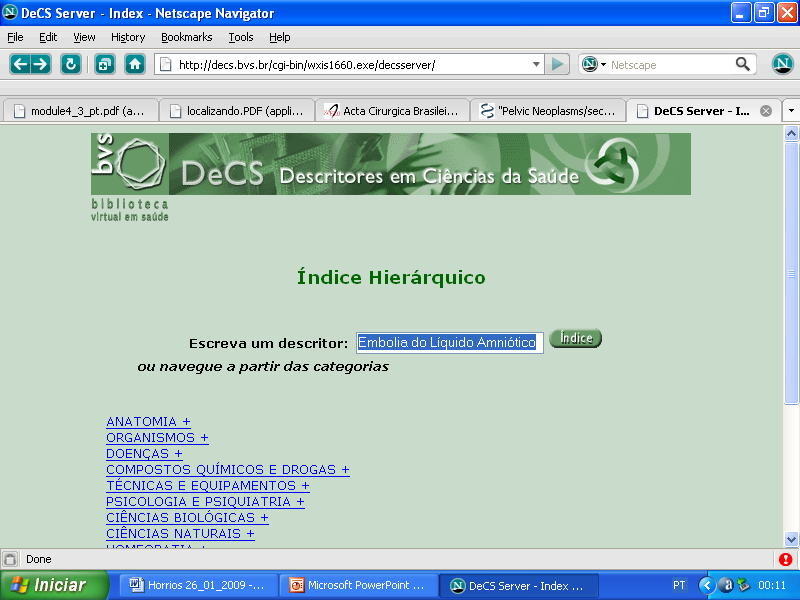 DeCS Server - Index - Netscape Navigator
File Edit View History Bookmarks Tools Help
http://decs.bvs.br/cgi-bin/wxis1660.exe/decsserver/
Netscape
N
module4_3_pt.pdf (a...
localizando.PDF (appli...
Acta Cirurgica Brasilei...
"Pelvic Neoplasms/sec...
DeCS Server - I...
bvs
DeCS Descritores em Ciências da Saúde
biblioteca
virtual em saúde
Índice Hierárquico
Escreva um descritor: Embolia do Líquido Amniótico Índice
ou navegue a partir das categorias
ANATOMIA +
ORGANISMOS +
DOENÇAS +
COMPOSTOS QUÍMICOS E DROGAS +
TÉCNICAS E EQUIPAMENTOS +
PSICOLOGIA E PSIQUIATRIA +
CIÊNCIAS BIOLÓGICAS +
CIÊNCIAS NATURAIS +
HOMEOPATIA +
Done
Iniciar
Horrios 26_01_2009 -...
Microsoft PowerPoint ...
DeCS Server - Index ...
PT
00:11